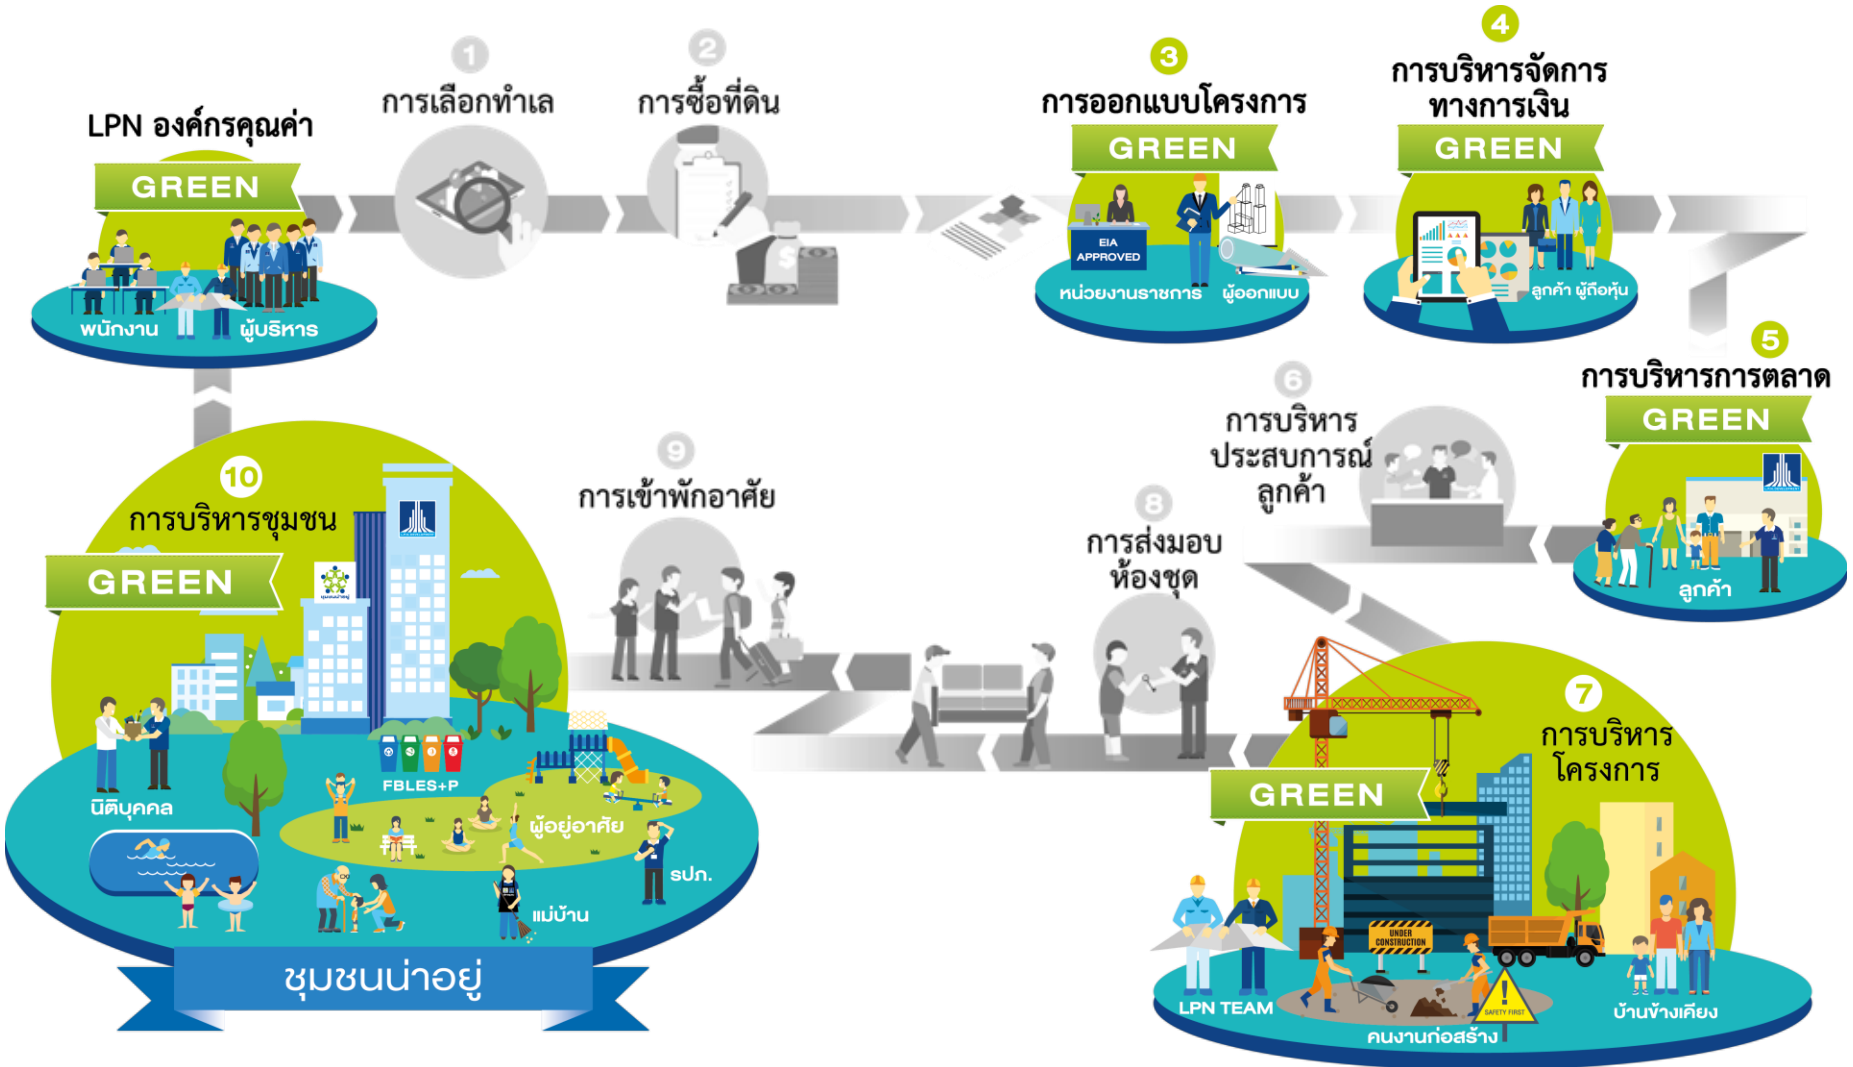 LPN องค์กรคุณค่า
GREEN
พนักงาน
ผู้บริหาร
1
การเลือกทำเล
2
การซื้อที่ดิน
$
3
การออกแบบโครงการ
GREEN
EIA
APPROVED
หน่วยงานราชการ
ผู้ออกแบบ
4
การบริหารจัดการ
ทางการเงิน
GREEN
ลูกค้า ผู้ถือหุ้น
5
การบริหารการตลาด
GREEN
ลูกค้า
6
การบริหาร
ประสบการณ์
ลูกค้า
7
การบริหาร
โครงการ
GREEN
UNDER
CONSTRUCTION
SAFETY FIRST
LPN TEAM
คนงานก่อสร้าง
บ้านข้างเคียง
8
การส่งมอบ
ห้องชุด
9
การเข้าพักอาศัย
10
การบริหารชุมชน
GREEN
ชุมชนน่าอยู่
FBLES+P
นิติบุคคล
ผู้อยู่อาศัย
รปภ.
แม่บ้าน
ชุมชนน่าอยู่